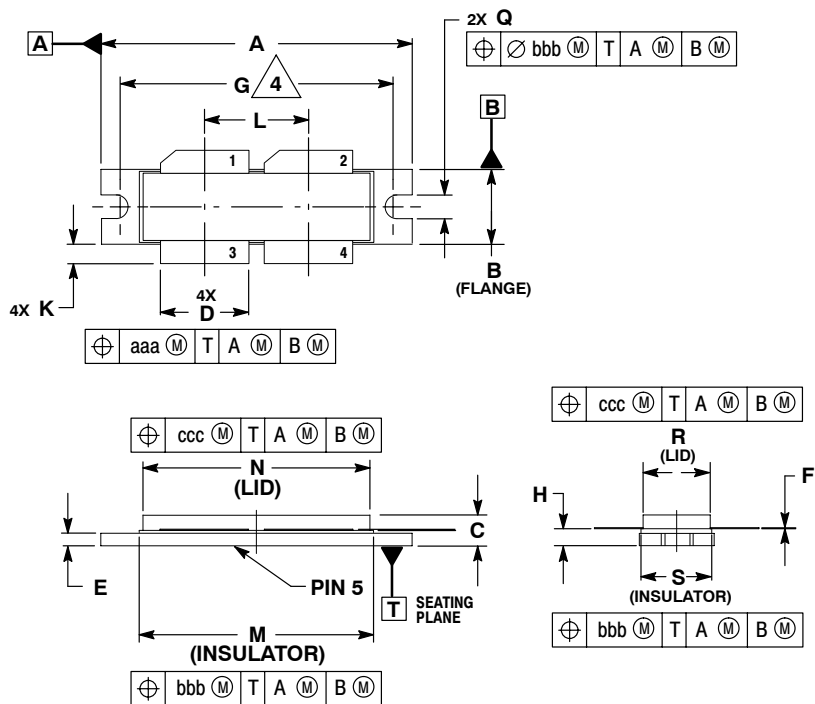 A
A
2X Q
⌖ ∅ bbb Ⓜ T A Ⓜ B Ⓜ
G 4
L
B
1
2
3
4
B
(FLANGE)
4X K
4X
D
⌖ aaa Ⓜ T A Ⓜ B Ⓜ
⌖ ccc Ⓜ T A Ⓜ B Ⓜ
N
(LID)
C
E
PIN 5
T SEATING
PLANE
M
(INSULATOR)
⌖ bbb Ⓜ T A Ⓜ B Ⓜ
⌖ ccc Ⓜ T A Ⓜ B Ⓜ
R
(LID)
F
H
S
(INSULATOR)
⌖ bbb Ⓜ T A Ⓜ B Ⓜ